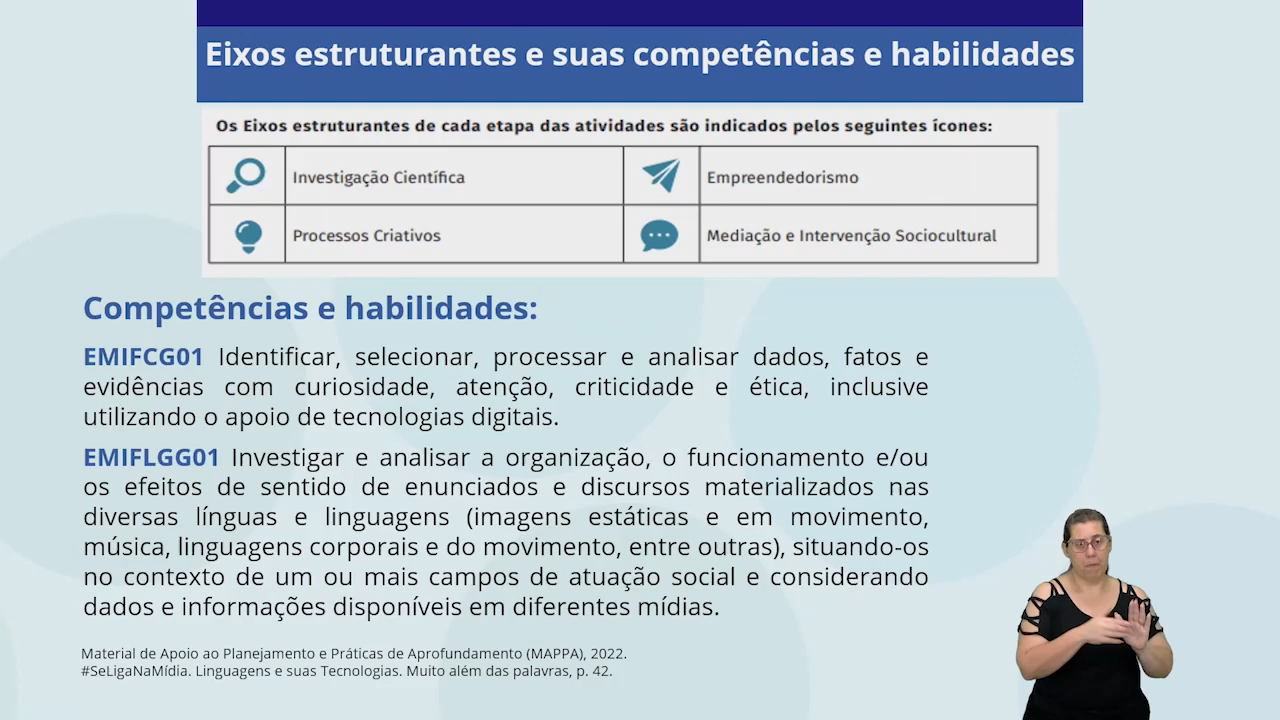 Eixos estruturantes e suas competências e habilidades
Os Eixos estruturantes de cada etapa das atividades são indicados pelos seguintes ícones:
Investigação Científica
Empreendedorismo
Processos Criativos
Mediação e Intervenção Sociocultural
Competências e habilidades:
EMIFCG01 Identificar, selecionar, processar e analisar dados, fatos e
evidências com curiosidade, atenção, criticidade e ética, inclusive
utilizando o apoio de tecnologias digitais.
EMIFLGG01 Investigar e analisar a organização, o funcionamento e/ou
os efeitos de sentido de enunciados e discursos materializados nas
diversas línguas e linguagens (imagens estáticas e em movimento,
música, linguagens corporais e do movimento, entre outras), situando-os
no contexto de um ou mais campos de atuação social e considerando
dados e informações disponíveis em diferentes mídias.
Material de Apoio ao Planejamento e Práticas de Aprofundamento (MAPPA), 2022.
#SeLigaNaMídia. Linguagens e suas Tecnologias. Muito além das palavras, p. 42.